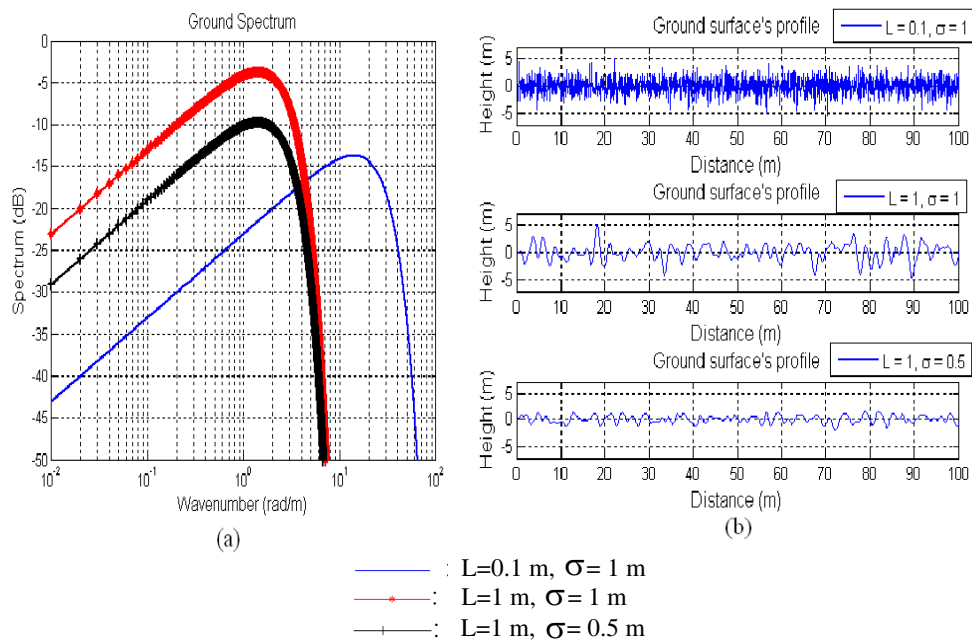 Ground Spectrum
0
-5
-10
-15
-20
-25
-30
-35
-40
-45
-50
Spectrum (dB)
10^-2
10^-1
10^0
10^1
10^2
Wavenumber (rad/m)
(a)
Ground surface's profile
L = 0.1, σ = 1
Height (m)
5
0
-5
0 10 20 30 40 50 60 70 80 90 100
Distance (m)
Ground surface's profile
L = 1, σ = 1
Height (m)
5
0
-5
0 10 20 30 40 50 60 70 80 90 100
Distance (m)
Ground surface's profile
L = 1, σ = 0.5
Height (m)
5
0
-5
0 10 20 30 40 50 60 70 80 90 100
Distance (m)
(b)
: L=0.1 m, σ= 1 m
: L=1 m, σ= 1 m
: L=1 m, σ= 0.5 m